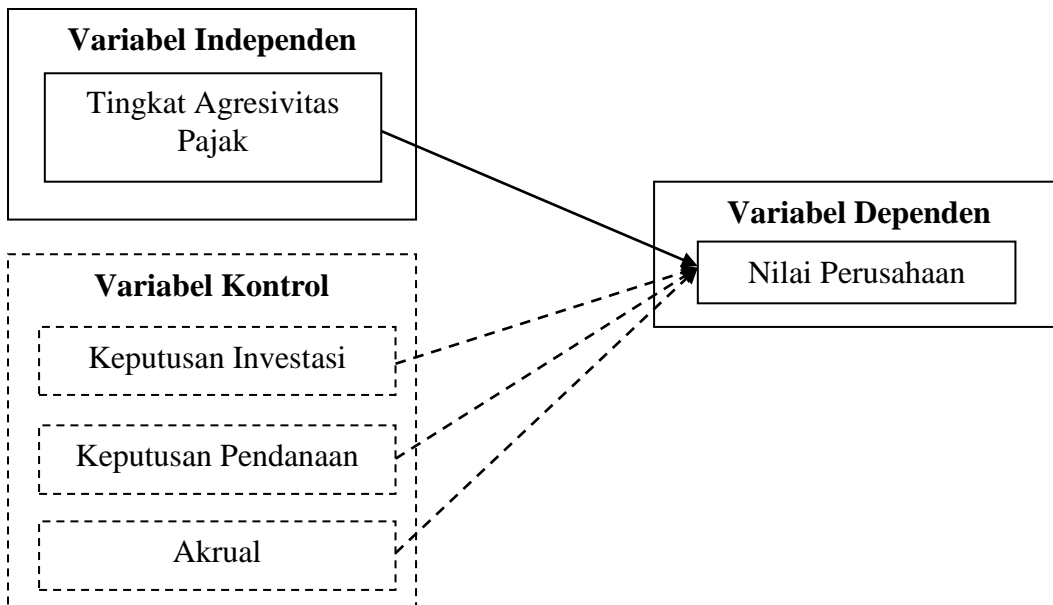 Variabel Independen
Tingkat Agresivitas
Pajak
Variabel Dependen
Nilai Perusahaan
Variabel Kontrol
Keputusan Investasi
Keputusan Pendanaan
Akrual